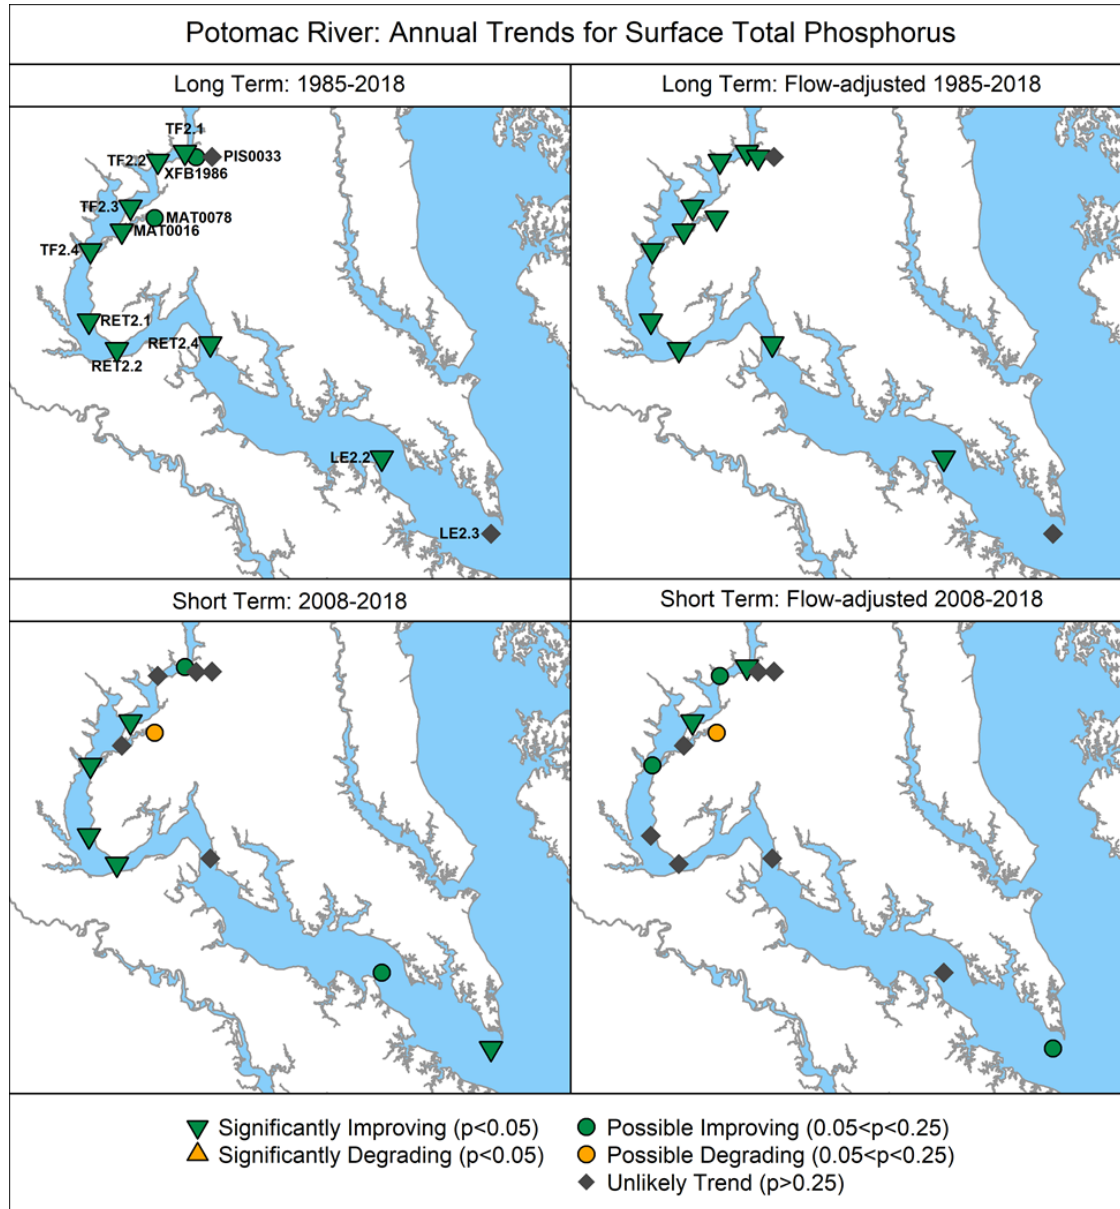 Potomac River: Annual Trends for Surface Total Phosphorus
Long Term: 1985-2018
Long Term: Flow-adjusted 1985-2018
TF2.1
TF2.2
PIS0033
XFB1986
TF2.3
MAT0078
MAT0016
TF2.4
RET2.1
RET2.4
RET2.2
LE2.2
LE2.3
Short Term: 2008-2018
Short Term: Flow-adjusted 2008-2018
Significantly Improving (p<0.05)
Possible Improving (0.05<p<0.25)
Significantly Degrading (p<0.05)
Possible Degrading (0.05<p<0.25)
Unlikely Trend (p>0.25)